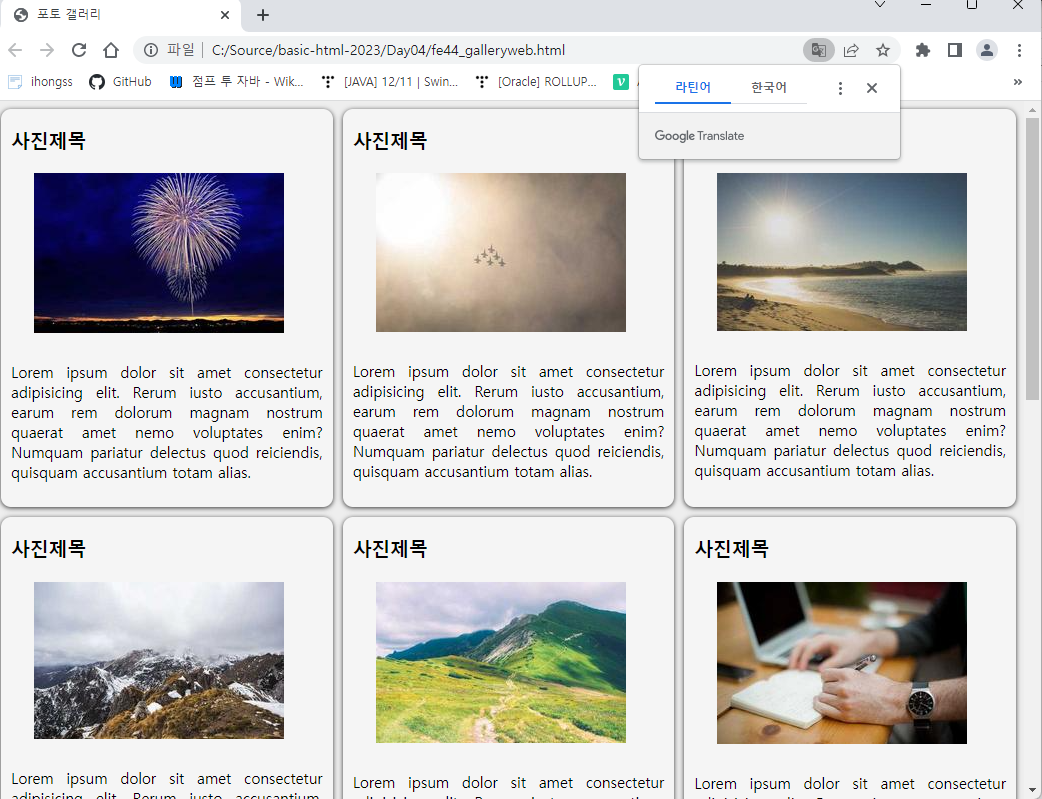 포토 갤러리
파일
C:/Source/basic-html-2023/Day04/fe44_galleryweb.html
ihongss
GitHub
점프 투 자바 - Wik...
[JAVA] 12/11 | Swin...
[Oracle] ROLLUP...
라틴어
한국어
Google Translate
사진제목
Lorem ipsum dolor sit amet consectetur
adipisicing elit. Rerum iusto accusantium,
earum rem dolorum magnam nostrum
quaerat amet nemo voluptates enim?
Numquam pariatur delectus quod reiciendis,
quisquam accusantium totam alias.
사진제목
Lorem ipsum dolor sit amet consectetur
adipisicing elit. Rerum iusto accusantium,
earum rem dolorum magnam nostrum
quaerat amet nemo voluptates enim?
Numquam pariatur delectus quod reiciendis,
quisquam accusantium totam alias.
Lorem ipsum dolor sit amet consectetur
adipisicing elit. Rerum iusto accusantium,
earum rem dolorum magnam nostrum
quaerat amet nemo voluptates enim?
Numquam pariatur delectus quod reiciendis,
quisquam accusantium totam alias.
사진제목
Lorem ipsum dolor sit amet consectetur
사진제목
Lorem ipsum dolor sit amet consectetur
사진제목
Lorem ipsum dolor sit amet consectetur